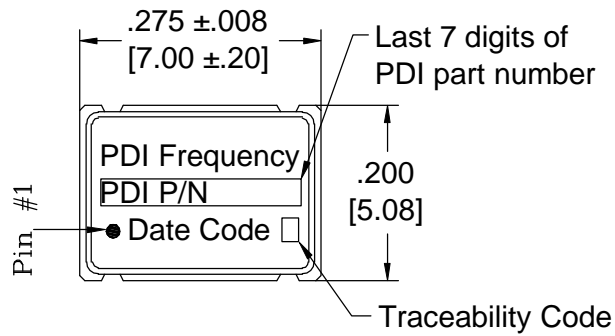 .275 ±.008
[7.00 ±.20]
Last 7 digits of
PDI part number
PDI Frequency
PDI P/N
Date Code
.200
[5.08]
Pin #1
Traceability Code